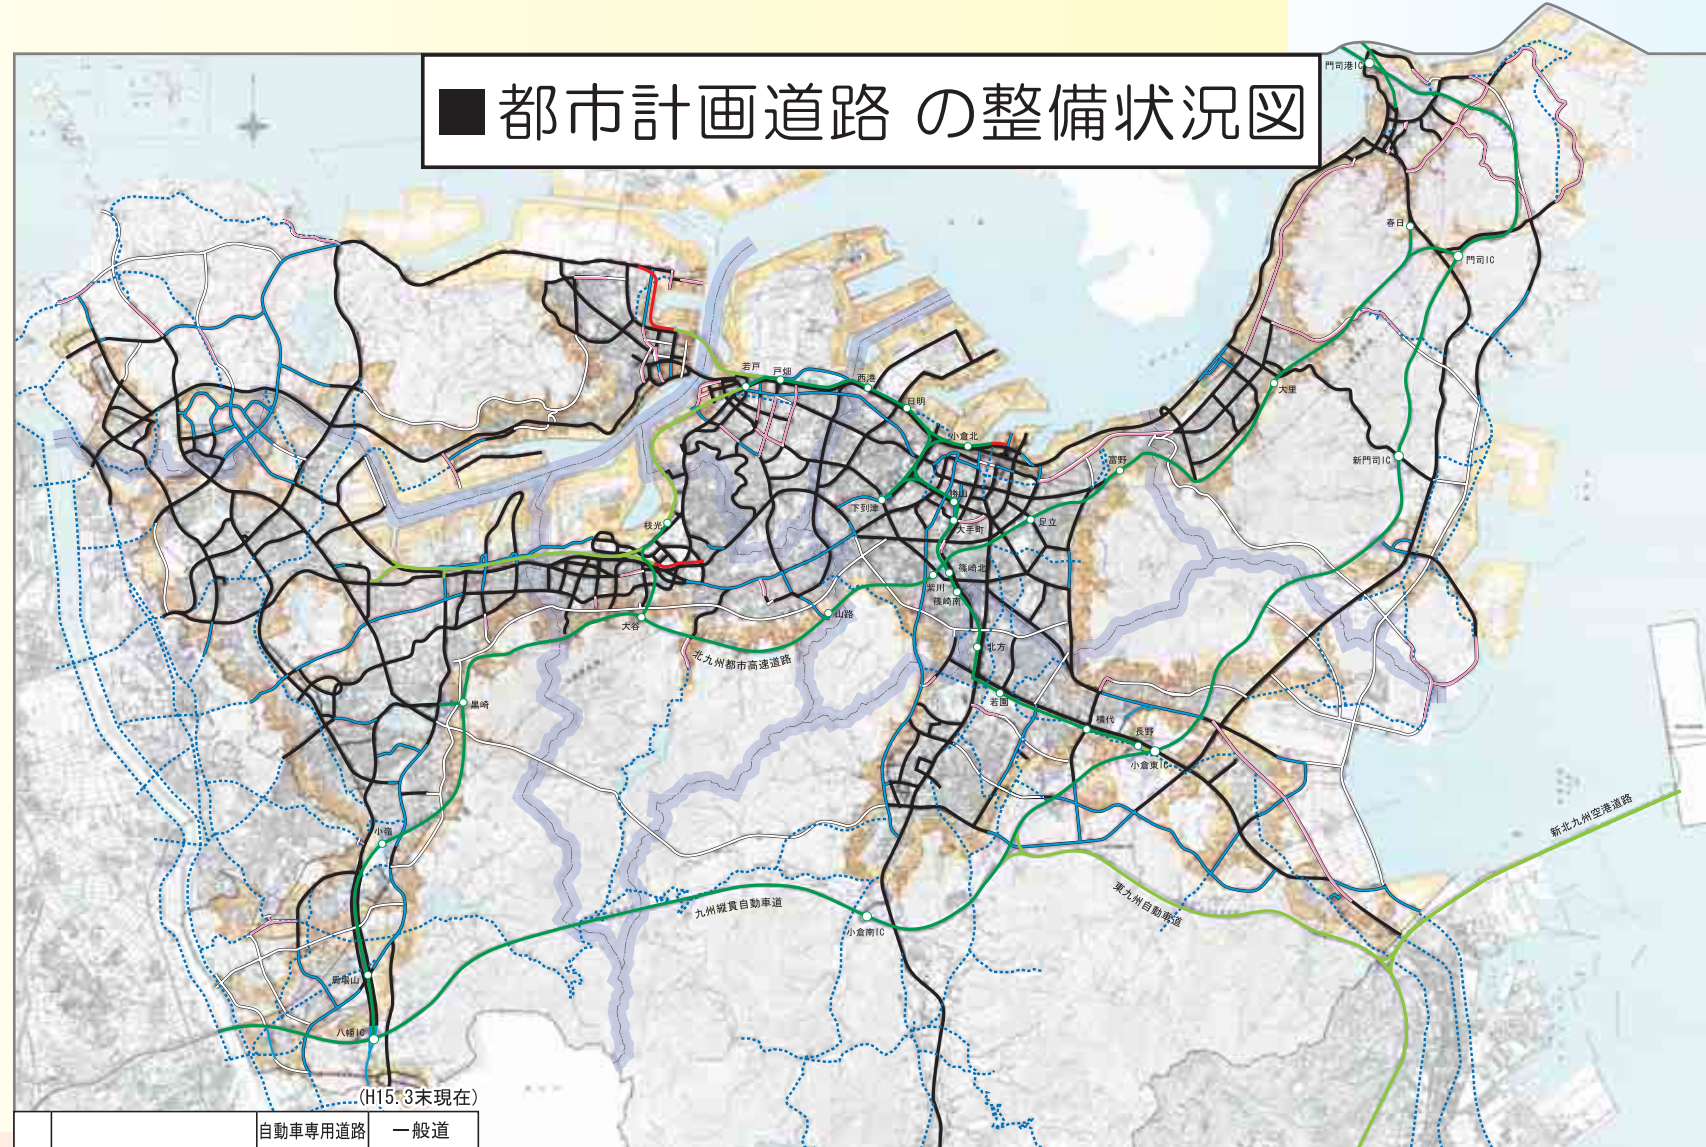 ■都市計画道路 の整備状況図
門司港IC
春日
門司IC
若戸
戸畑
西港
日明
大里
小倉北
富野
新門司IC
勝山
下到津
大手町
足立
枝光
篠崎北
紫川
篠崎南
山路
大谷
北方
北九州都市高速道路
若園
黒崎
横代
長野
小倉東IC
新北九州空港道路
小嶺
東九州自動車道
九州縦貫自動車道
小倉南IC
馬場山
八幡IC
(H15.3末現在)
自動車専用道路
一般道